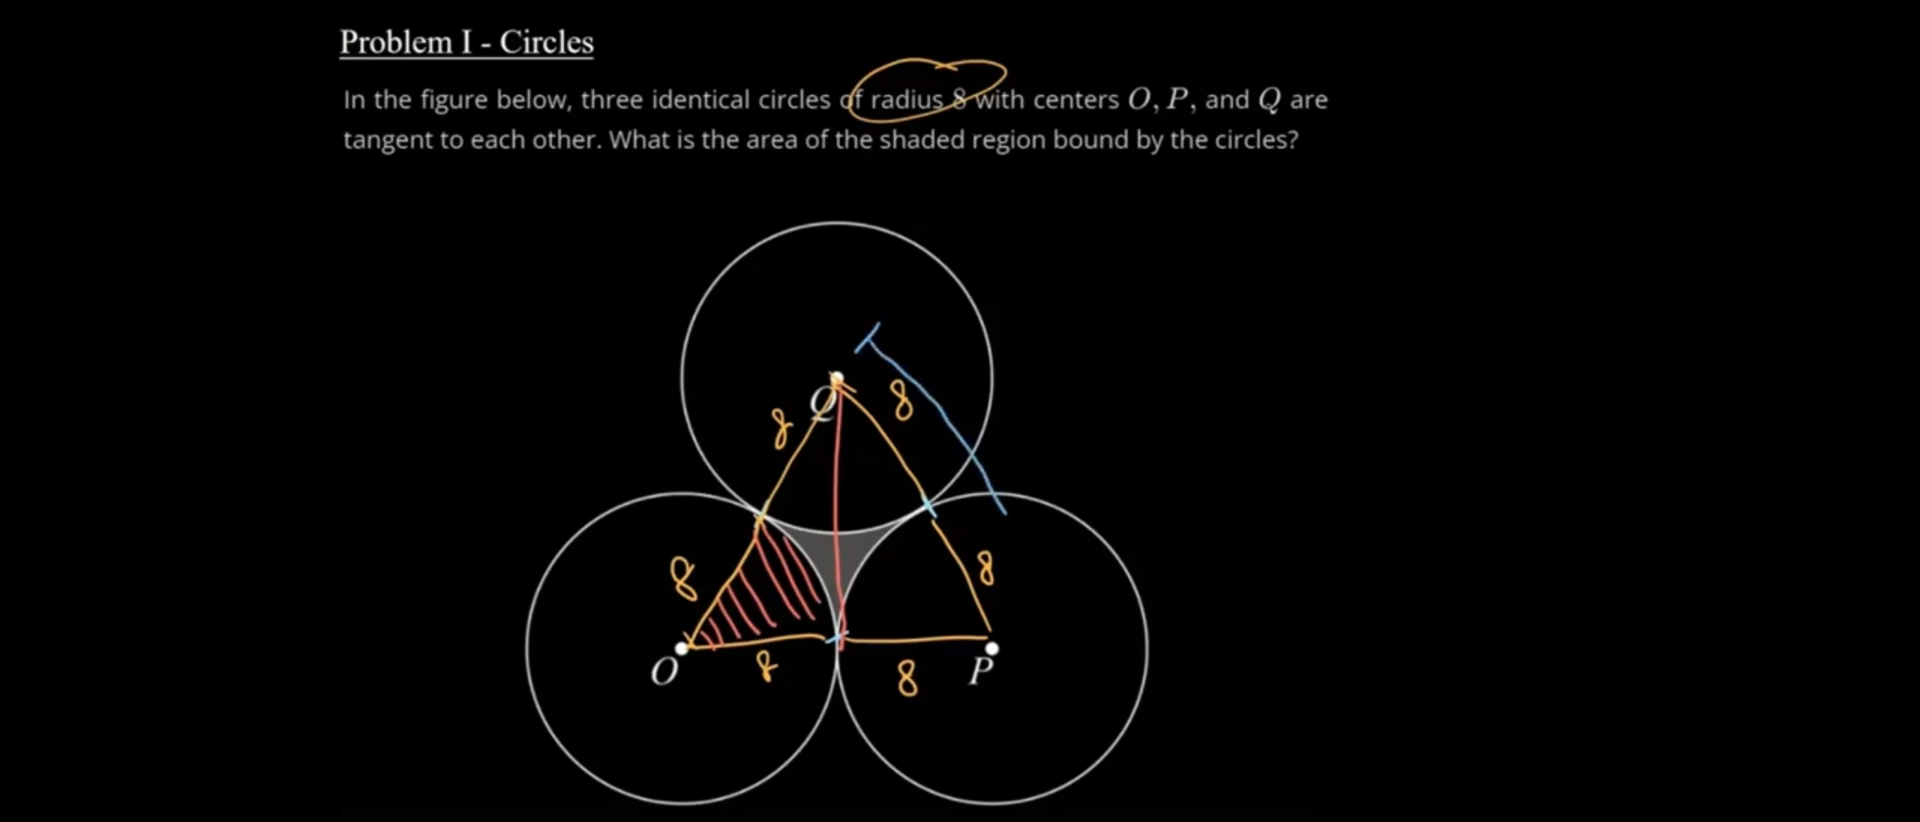 Problem I - Circles
In the figure below, three identical circles of radius 8 with centers O, P, and Q are
tangent to each other. What is the area of the shaded region bound by the circles?
Q
8
8
8
8
O
8
8
P